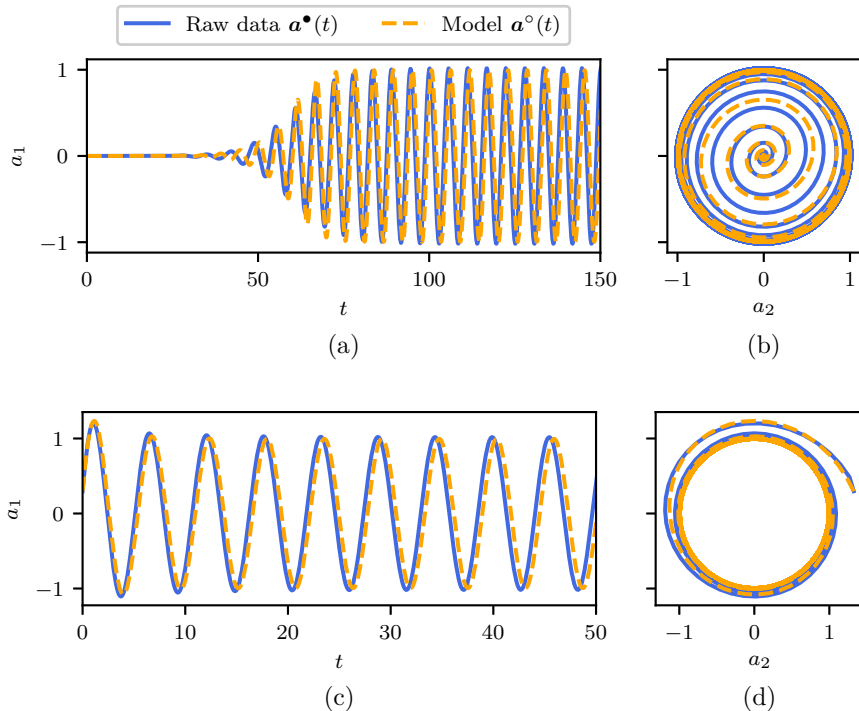 Raw data a•(t) Model a°(t)
1
0
−1
a₁
0 50 100 150
t
(a)
−1 0 1
a₂
(b)
1
0
−1
a₁
0 10 20 30 40 50
t
(c)
−1 0 1
a₂
(d)